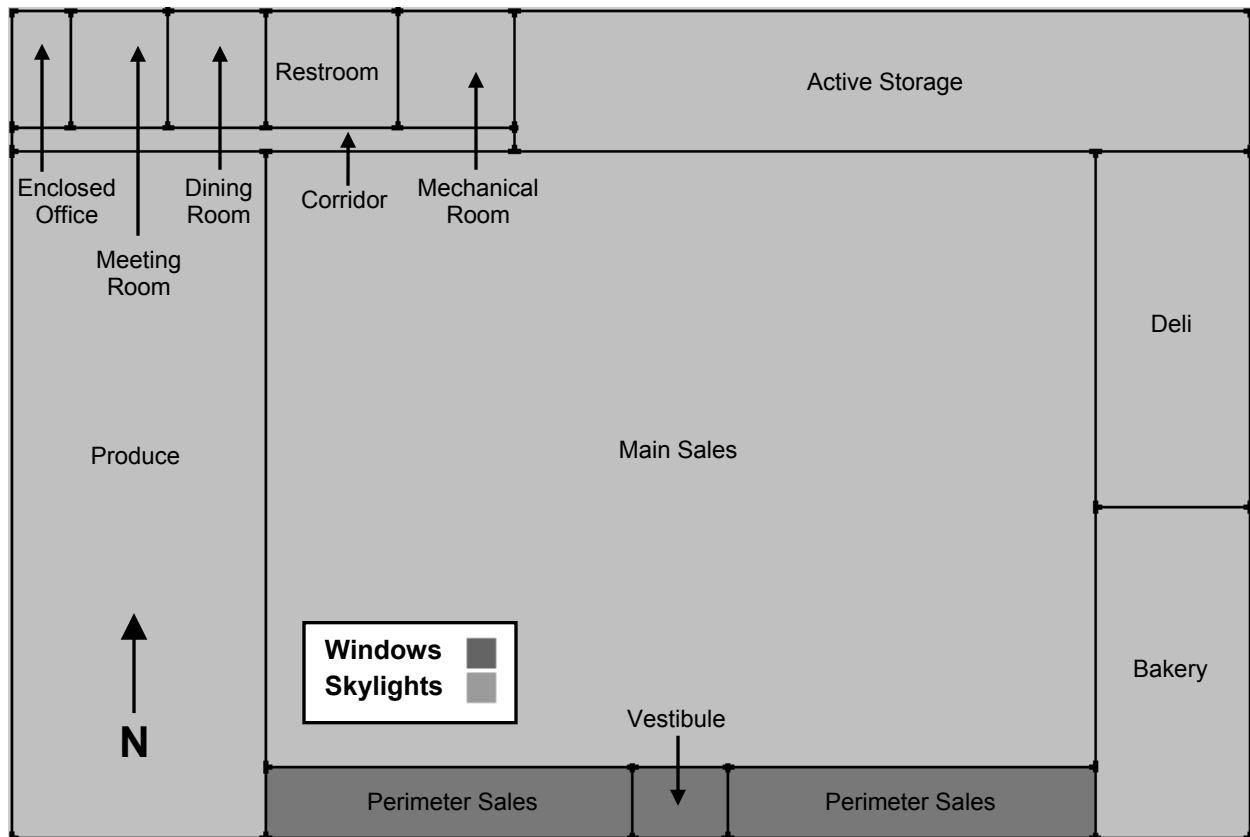 Restroom
Active Storage
Enclosed
Office
Dining
Room
Corridor
Mechanical
Room
Meeting
Room
Deli
Produce
Main Sales
Windows
Skylights
Bakery
Vestibule
N
Perimeter Sales
Perimeter Sales